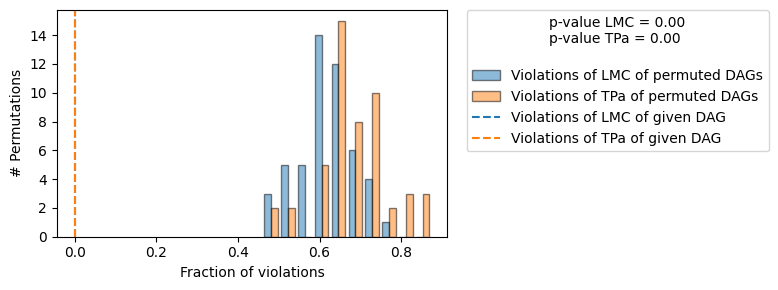 # Permutations
14
12
10
8
6
4
2
0
0.0 0.2 0.4 0.6 0.8
Fraction of violations
p-value LMC = 0.00
p-value TPa = 0.00
Violations of LMC of permuted DAGs
Violations of TPa of permuted DAGs
Violations of LMC of given DAG
Violations of TPa of given DAG